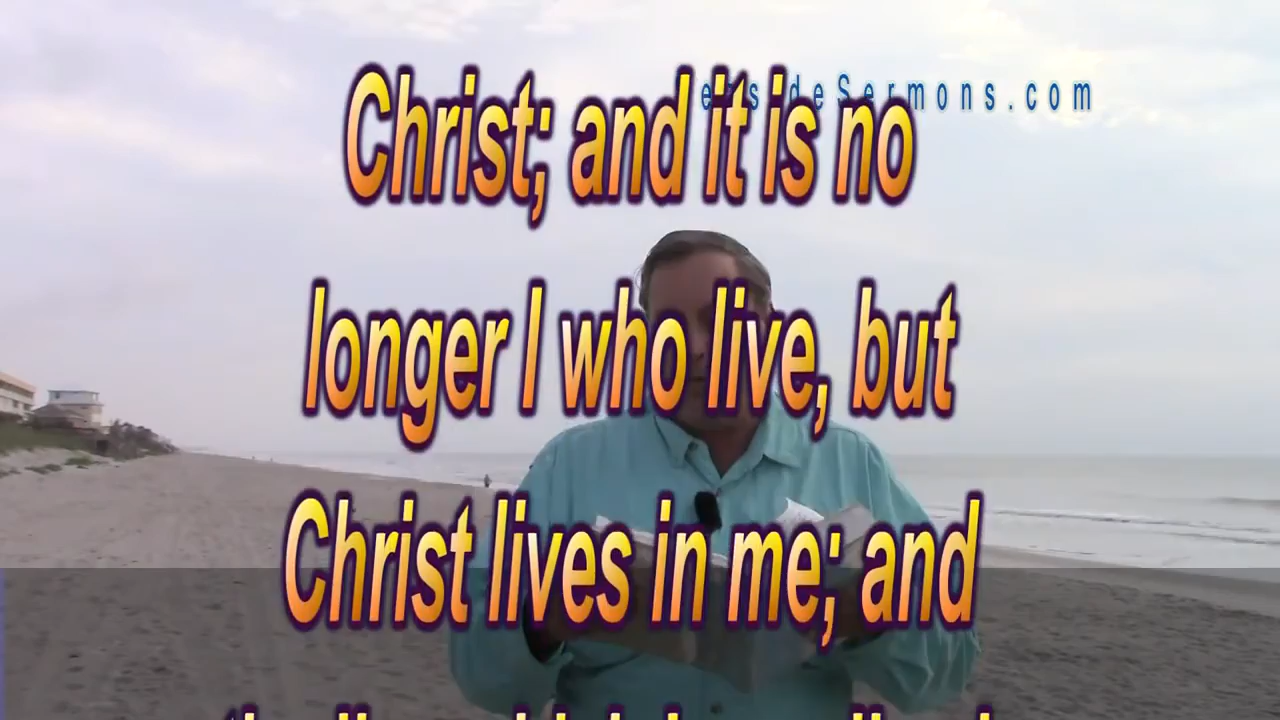 Christ; and it is no
longer I who live, but
Christ lives in me; and